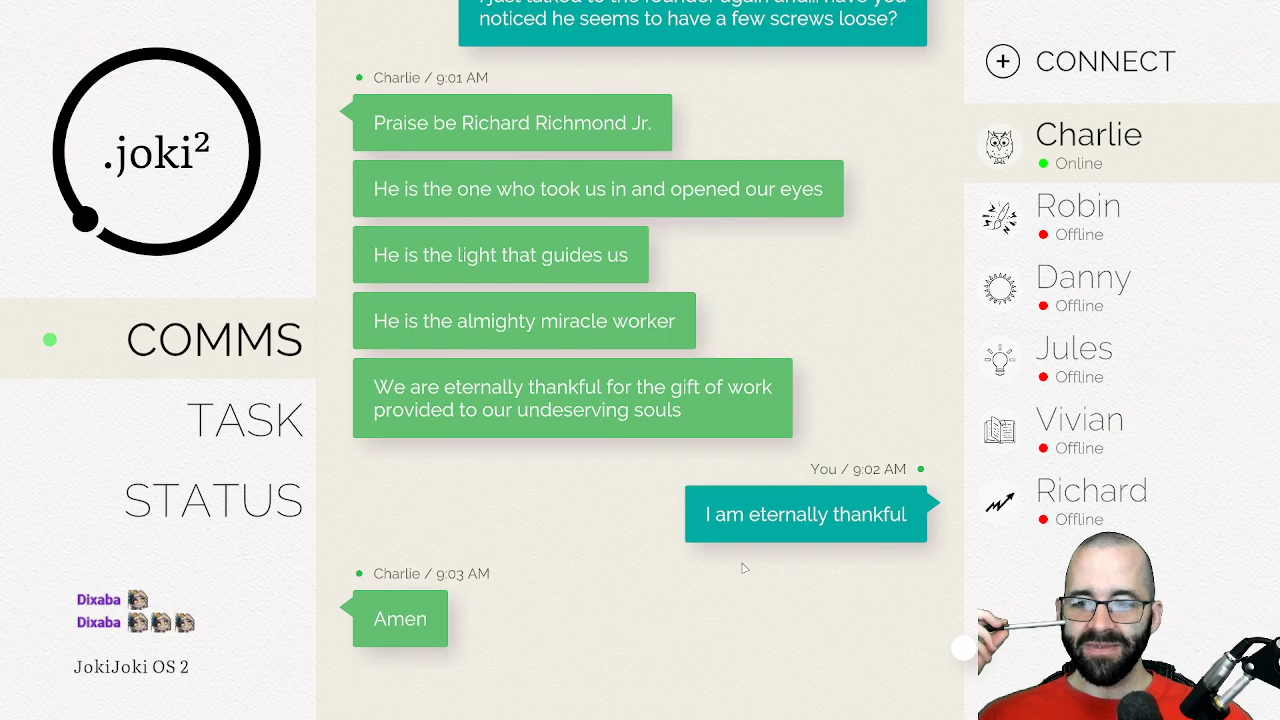 .joki²
COMMS
TASK
STATUS
Dixaba
Dixaba
JokiJoki OS 2
noticed he seems to have a few screws loose?
Charlie / 9:01 AM
Praise be Richard Richmond Jr.
He is the one who took us in and opened our eyes
He is the light that guides us
He is the almighty miracle worker
We are eternally thankful for the gift of work
provided to our undeserving souls
You / 9:02 AM
I am eternally thankful
Charlie / 9:03 AM
Amen
+ CONNECT
Charlie
Online
Robin
Offline
Danny
Offline
Jules
Offline
Vivian
Offline
Richard
Offline